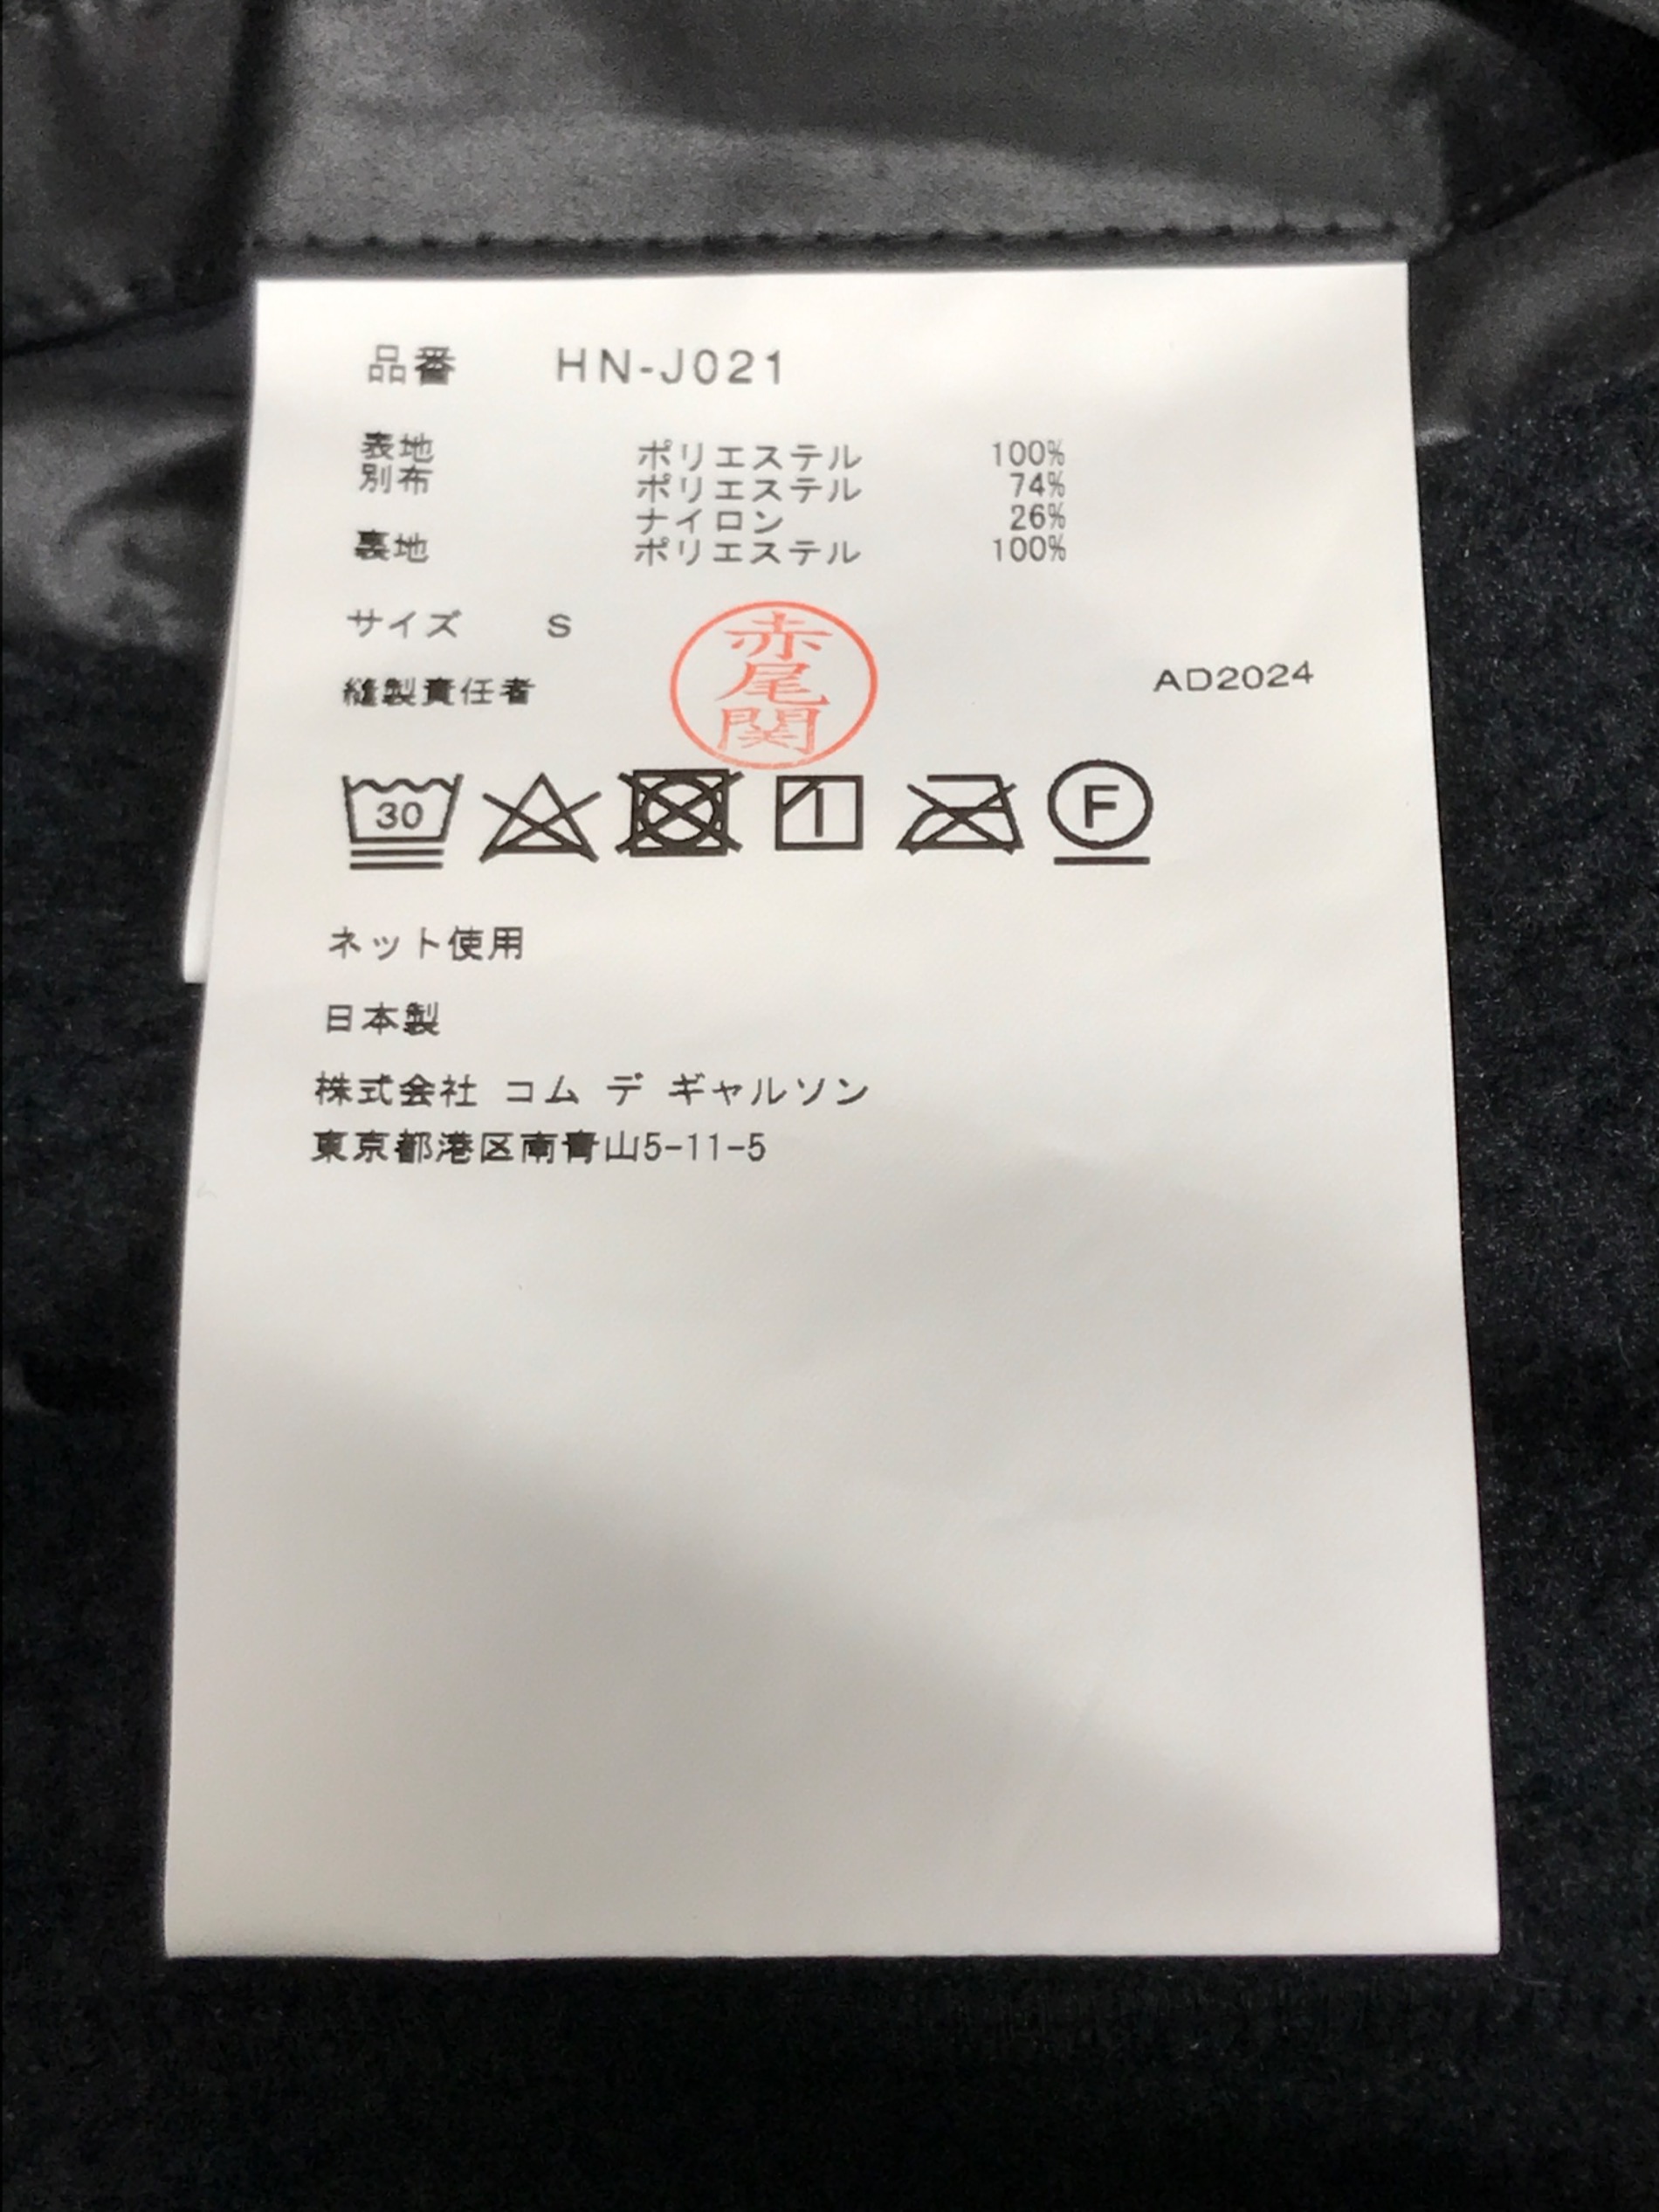 品番 HN-J021
表地 ポリエステル 100%
別布 ポリエステル 74%
ナイロン 26%
裏地 ポリエステル 100%
サイズ S
縫製責任者 赤尾関 AD2024
30 F
ネット使用
日本製
株式会社 コム デ ギャルソン
東京都港区南青山5-11-5